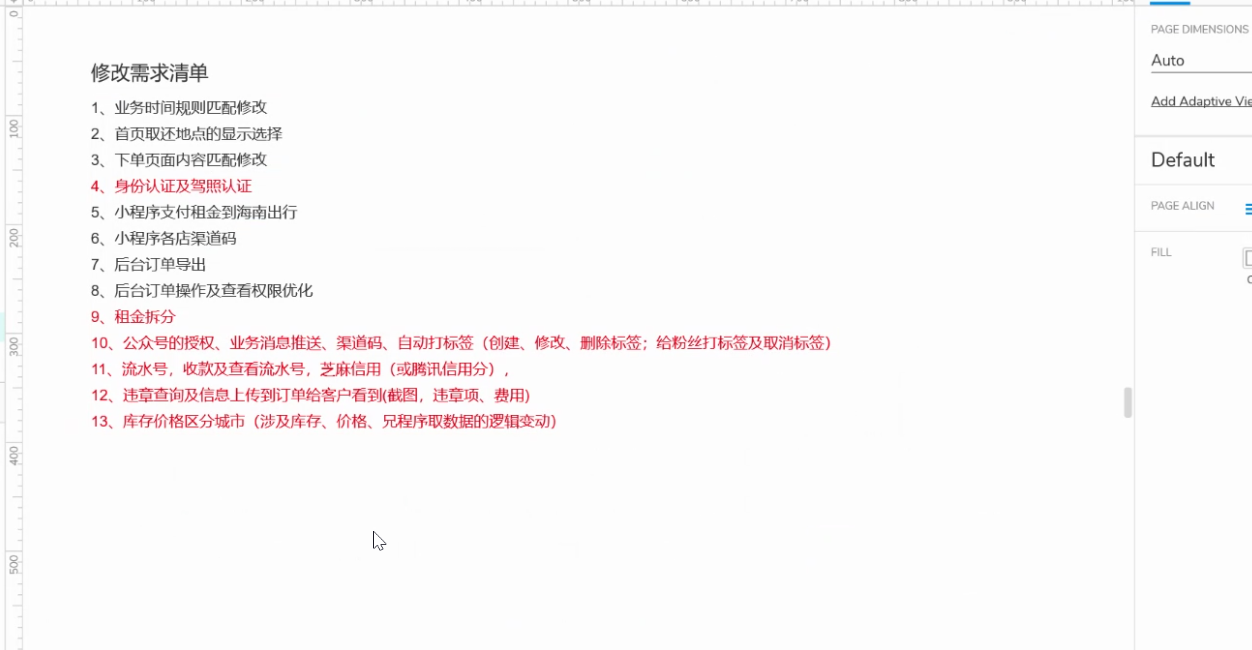 修改需求清单
1、业务时间规则匹配修改
2、首页取还地点的显示选择
3、下单页面内容匹配修改
4、身份认证及驾照认证
5、小程序支付租金到海南出行
6、小程序各店渠道码
7、后台订单导出
8、后台订单操作及查看权限优化
9、租金拆分
10、公众号的授权、业务消息推送、渠道码、自动打标签（创建、修改、删除标签；给粉丝打标签及取消标签）
11、流水号，收款及查看流水号，芝麻信用（或腾讯信用分），
12、违章查询及信息上传到订单给客户看到(截图，违章项、费用)
13、库存价格区分城市（涉及库存、价格、兄程序取数据的逻辑变动）
PAGE DIMENSIONS
Auto
Add Adaptive Vie
Default
PAGE ALIGN
FILL
0
100
200
300
400
500